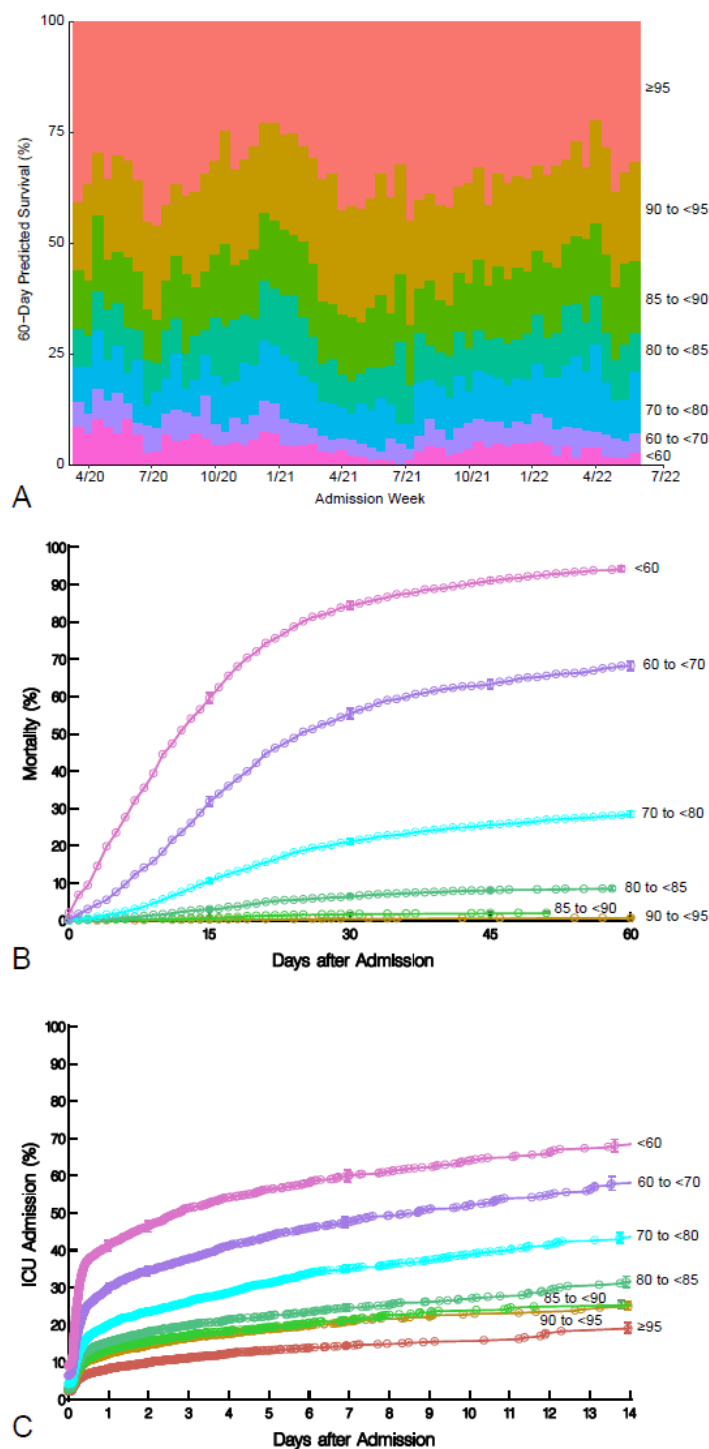 100
75
50
25
0
60−Day Predicted Survival (%)
≥95
90 to <95
85 to <90
80 to <85
70 to <80
60 to <70
<60
4/20 7/20 10/20 1/21 4/21 7/21 10/21 1/22 4/22 7/22
Admission Week
A
100
90
80
70
60
50
40
30
20
10
0
Mortality (%)
<60
60 to <70
70 to <80
80 to <85
85 to <90
90 to <95
0 15 30 45 60
Days after Admission
B
100
90
80
70
60
50
40
30
20
10
0
ICU Admission (%)
<60
60 to <70
70 to <80
80 to <85
85 to <90
90 to <95
≥95
0 1 2 3 4 5 6 7 8 9 10 11 12 13 14
Days after Admission
C